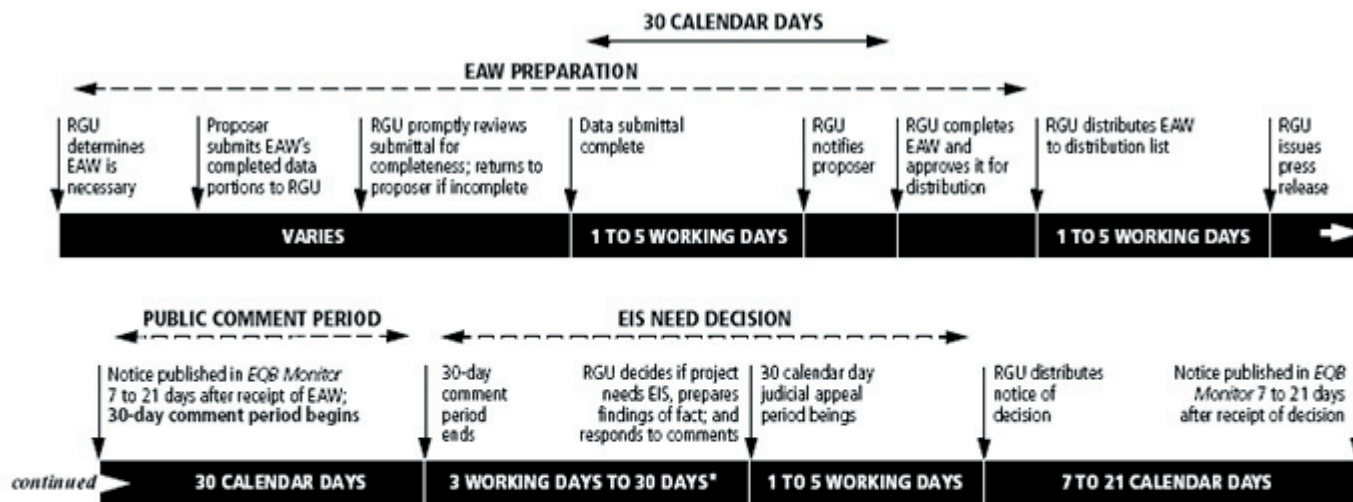 30 CALENDAR DAYS
EAW PREPARATION
RGU
determines
EAW is
necessary
Proposer
submits EAW's
completed data
portions to RGU
RGU promptly reviews
submittal for
completeness; returns to
proposer if incomplete
Data submittal
complete
RGU
notifies
proposer
RGU completes
EAW and
approves it for
distribution
RGU distributes EAW
to distribution list
RGU
issues
press
release
VARIES
1 TO 5 WORKING DAYS
1 TO 5 WORKING DAYS
PUBLIC COMMENT PERIOD
EIS NEED DECISION
Notice published in EQB Monitor
7 to 21 days after receipt of EAW;
30-day comment period begins
30-day
comment
period
ends
RGU decides if project
needs EIS, prepares
findings of fact; and
responds to comments
30 calendar day
judicial appeal
period beings
RGU distributes
notice of
decision
Notice published in EQB
Monitor 7 to 21 days
after receipt of decision
continued
30 CALENDAR DAYS
3 WORKING DAYS TO 30 DAYS*
1 TO 5 WORKING DAYS
7 TO 21 CALENDAR DAYS